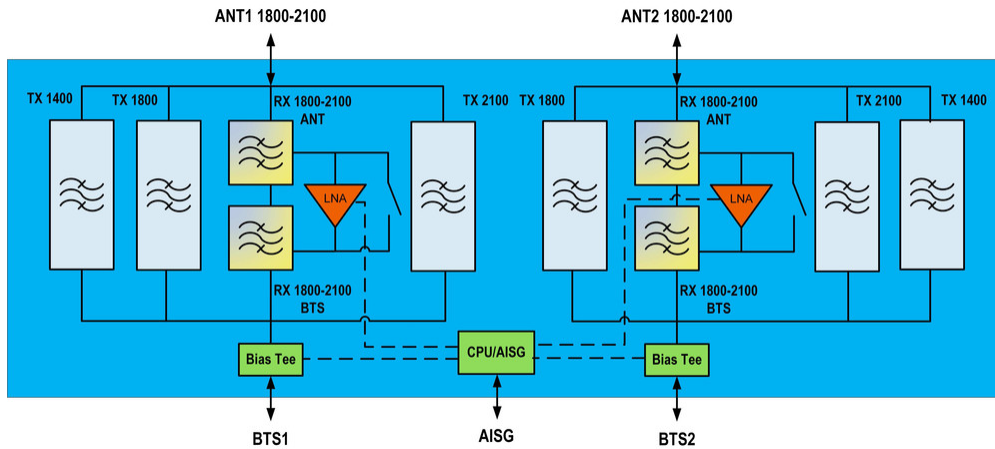 ANT1 1800-2100
ANT2 1800-2100
TX 1400
TX 1800
RX 1800-2100
ANT
TX 2100
TX 1800
RX 1800-2100
ANT
TX 2100
TX 1400
LNA
LNA
RX 1800-2100
BTS
RX 1800-2100
BTS
Bias Tee
CPU/AISG
Bias Tee
BTS1
AISG
BTS2